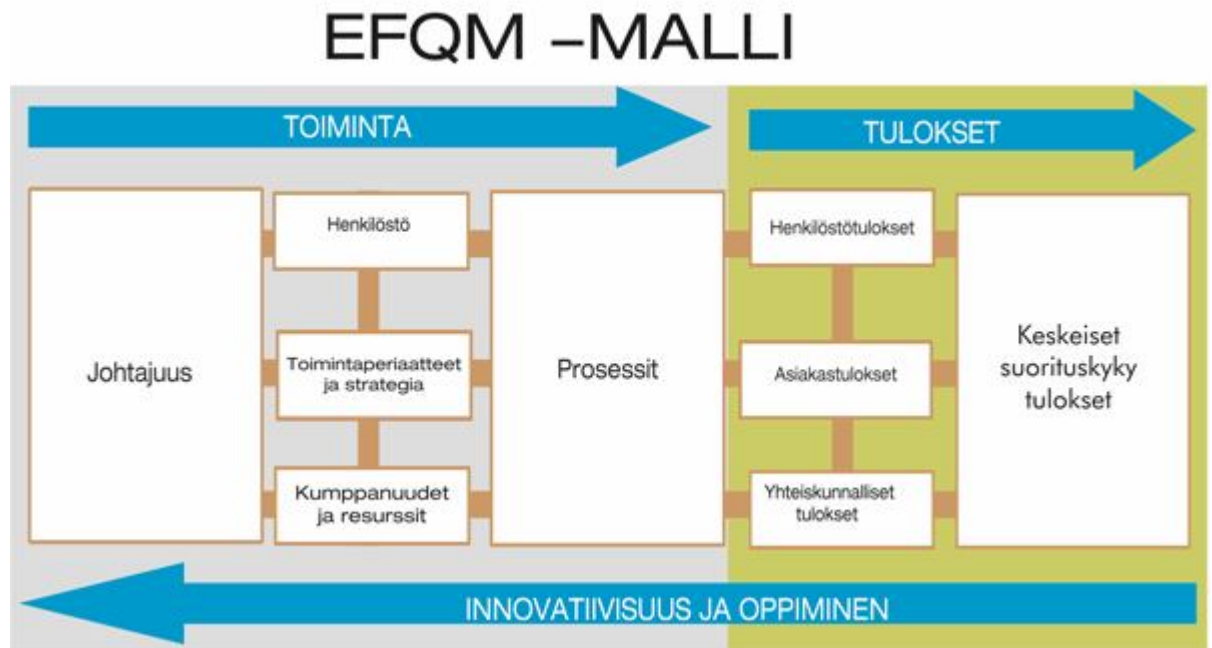 EFQM –MALLI
TOIMINTA
TULOKSET
Johtajuus
Henkilöstö
Toimintaperiaatteet
ja strategia
Kumppanuudet
ja resurssit
Prosessit
Henkilöstötulokset
Asiakastulokset
Yhteiskunnalliset
tulokset
Keskeiset
suorituskyky
tulokset
INNOVATIIVISUUS JA OPPIMINEN